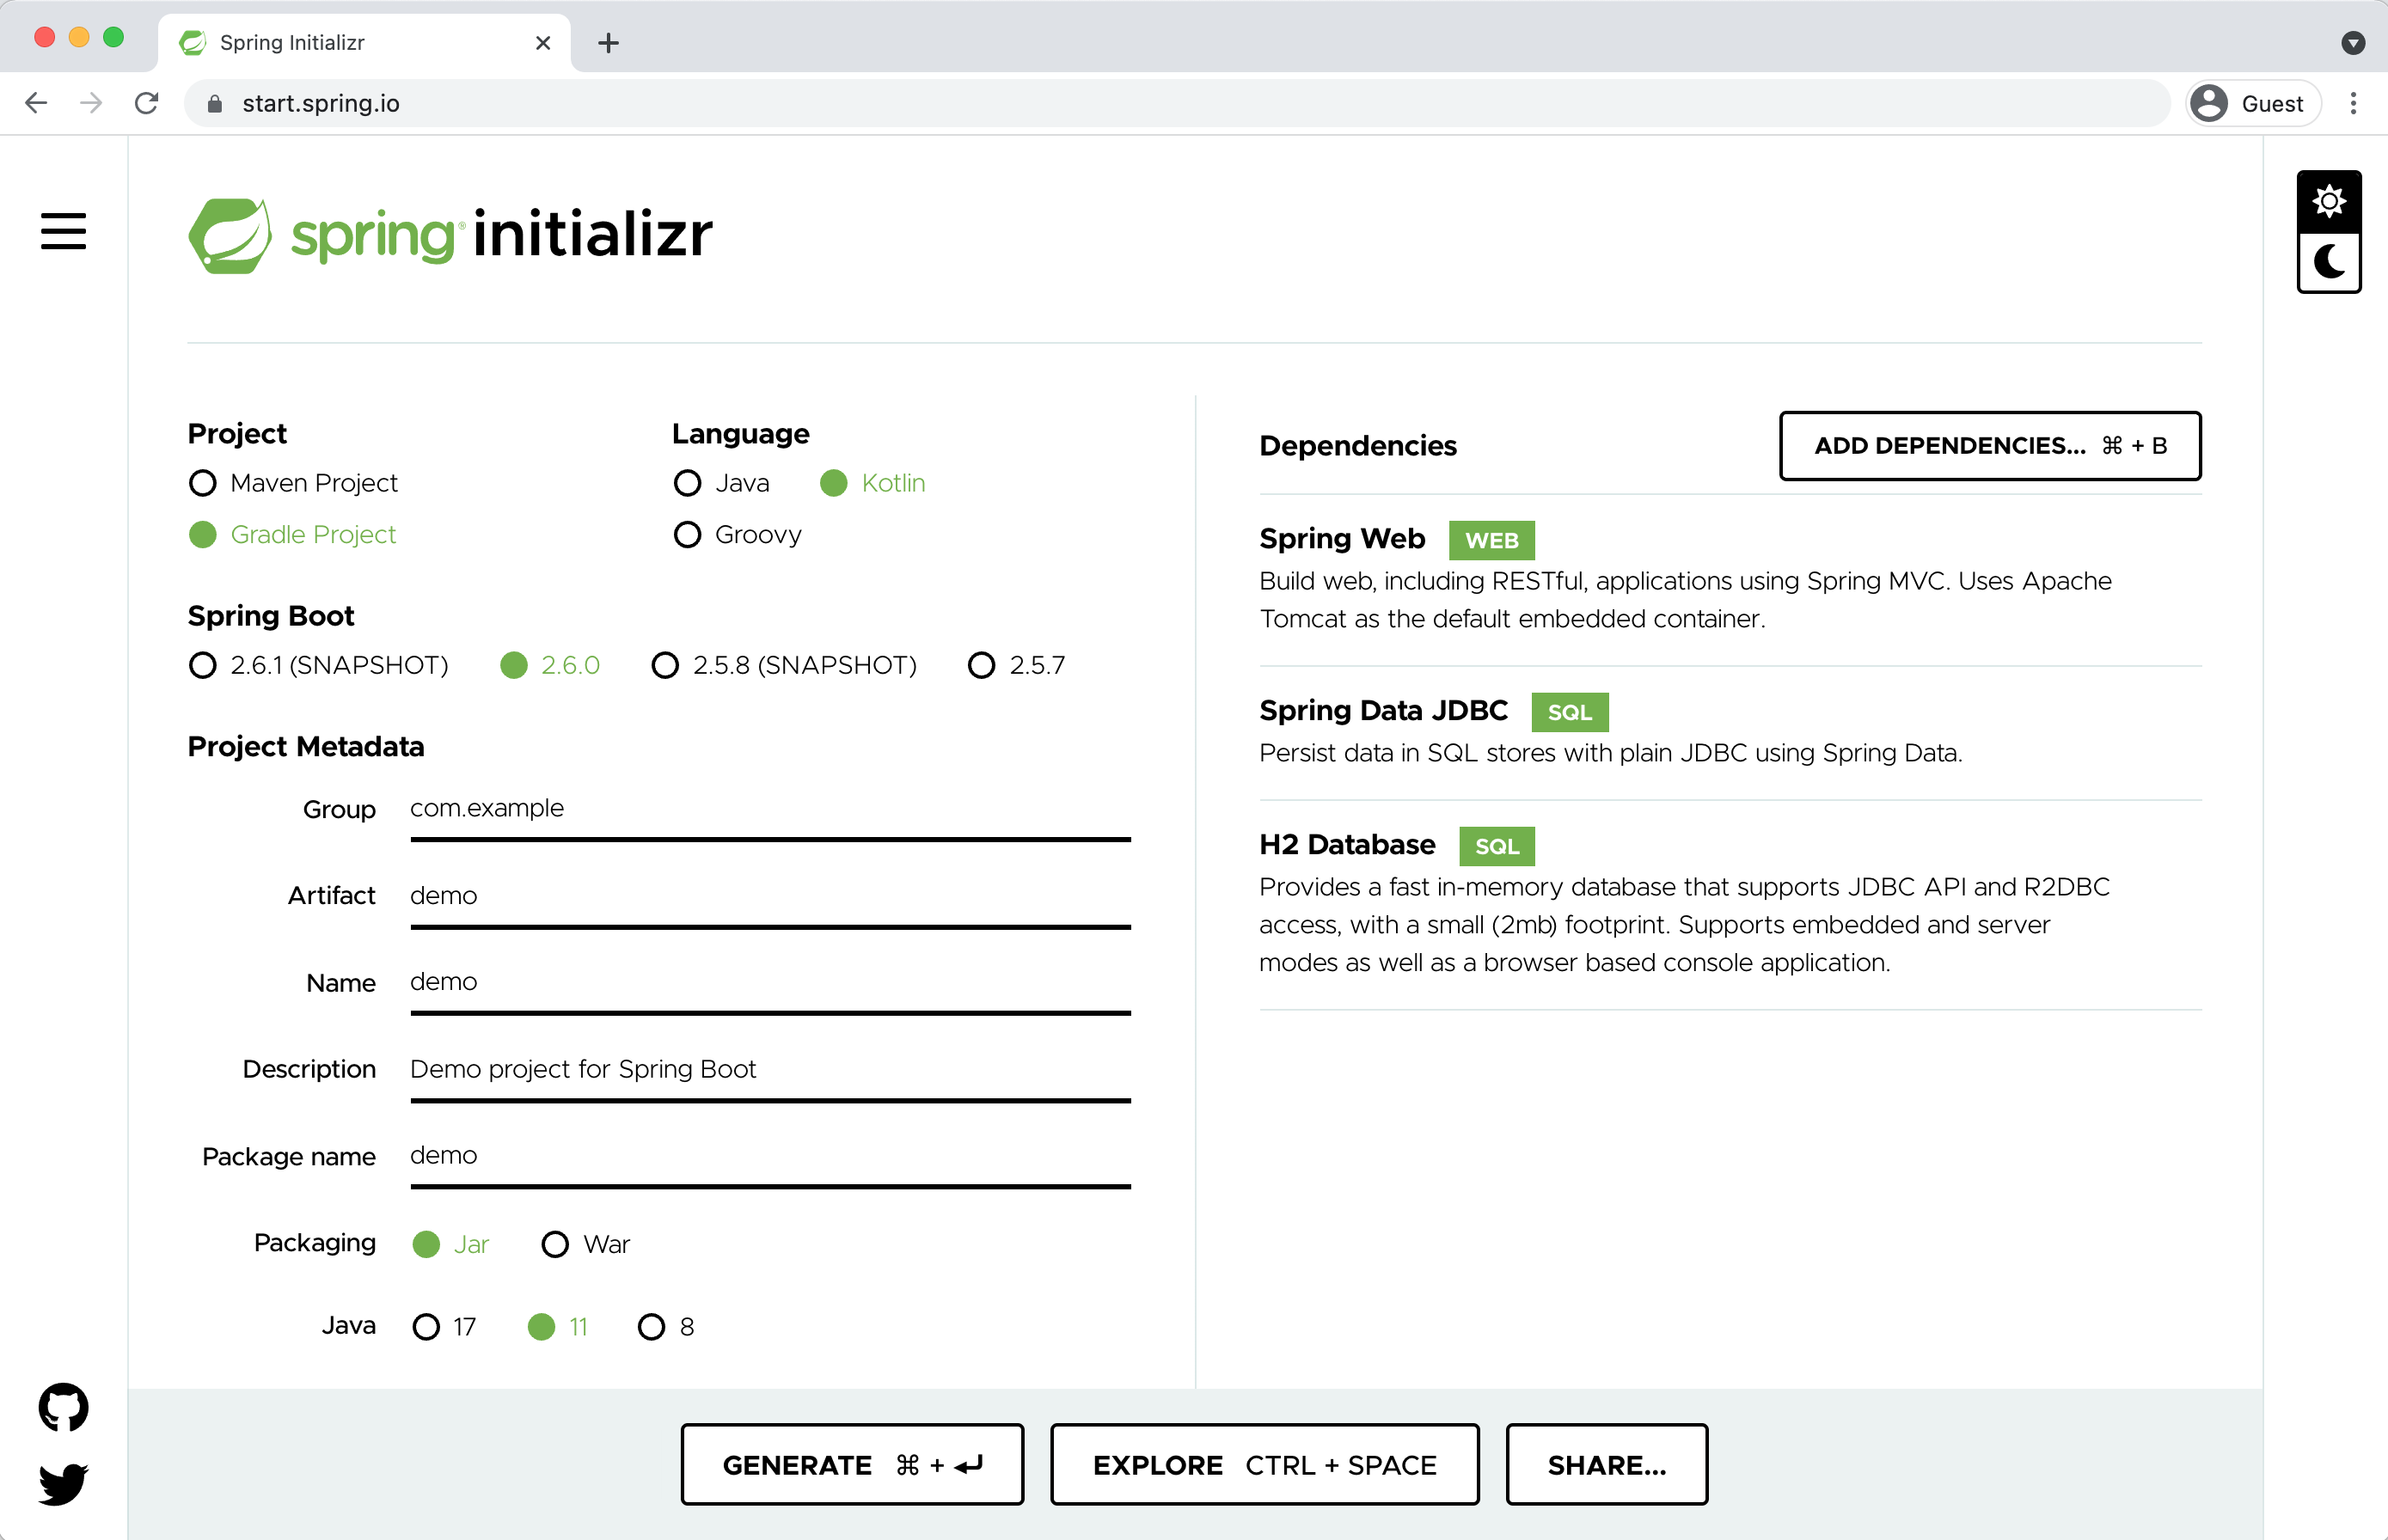 Spring Initializr
start.spring.io
Guest
spring® initializr
Project
Maven Project
Gradle Project
Language
Java Kotlin
Groovy
Spring Boot
2.6.1 (SNAPSHOT) 2.6.0 2.5.8 (SNAPSHOT) 2.5.7
Project Metadata
Group com.example
Artifact demo
Name demo
Description Demo project for Spring Boot
Package name demo
Packaging Jar War
Java 17 11 8
Dependencies
ADD DEPENDENCIES... ⌘ + B
Spring Web WEB
Build web, including RESTful, applications using Spring MVC. Uses Apache
Tomcat as the default embedded container.
Spring Data JDBC SQL
Persist data in SQL stores with plain JDBC using Spring Data.
H2 Database SQL
Provides a fast in-memory database that supports JDBC API and R2DBC
access, with a small (2mb) footprint. Supports embedded and server
modes as well as a browser based console application.
GENERATE ⌘ + ↵
EXPLORE CTRL + SPACE
SHARE...